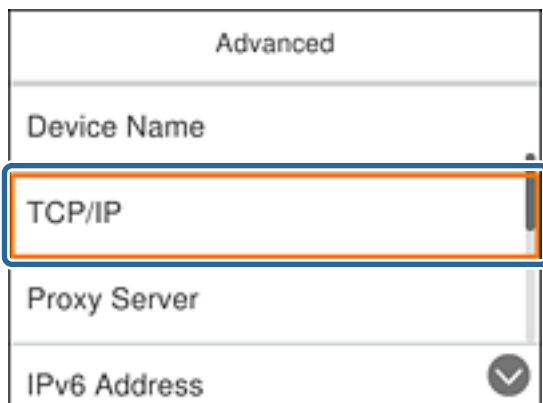 Advanced
Device Name
TCP/IP
Proxy Server
IPv6 Address